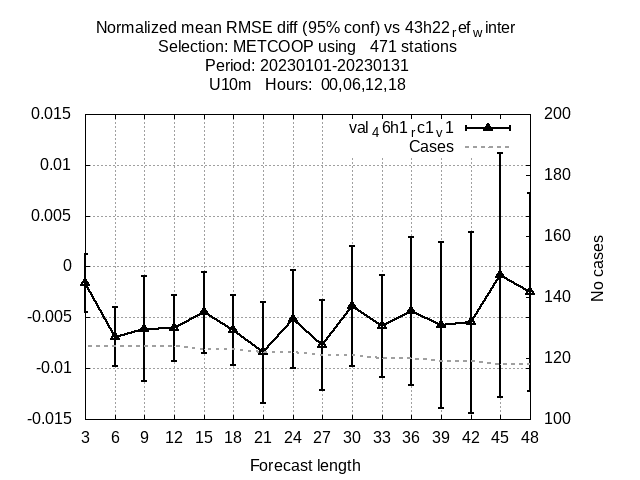 Normalized mean RMSE diff (95% conf) vs 43h22ref winter
Selection: METCOOP using 471 stations
Period: 20230101-20230131
U10m Hours: 00,06,12,18
val46h1rc1v1
Cases
0.015
0.01
0.005
0
-0.005
-0.01
-0.015
200
180
160
140
120
100
No cases
3 6 9 12 15 18 21 24 27 30 33 36 39 42 45 48
Forecast length